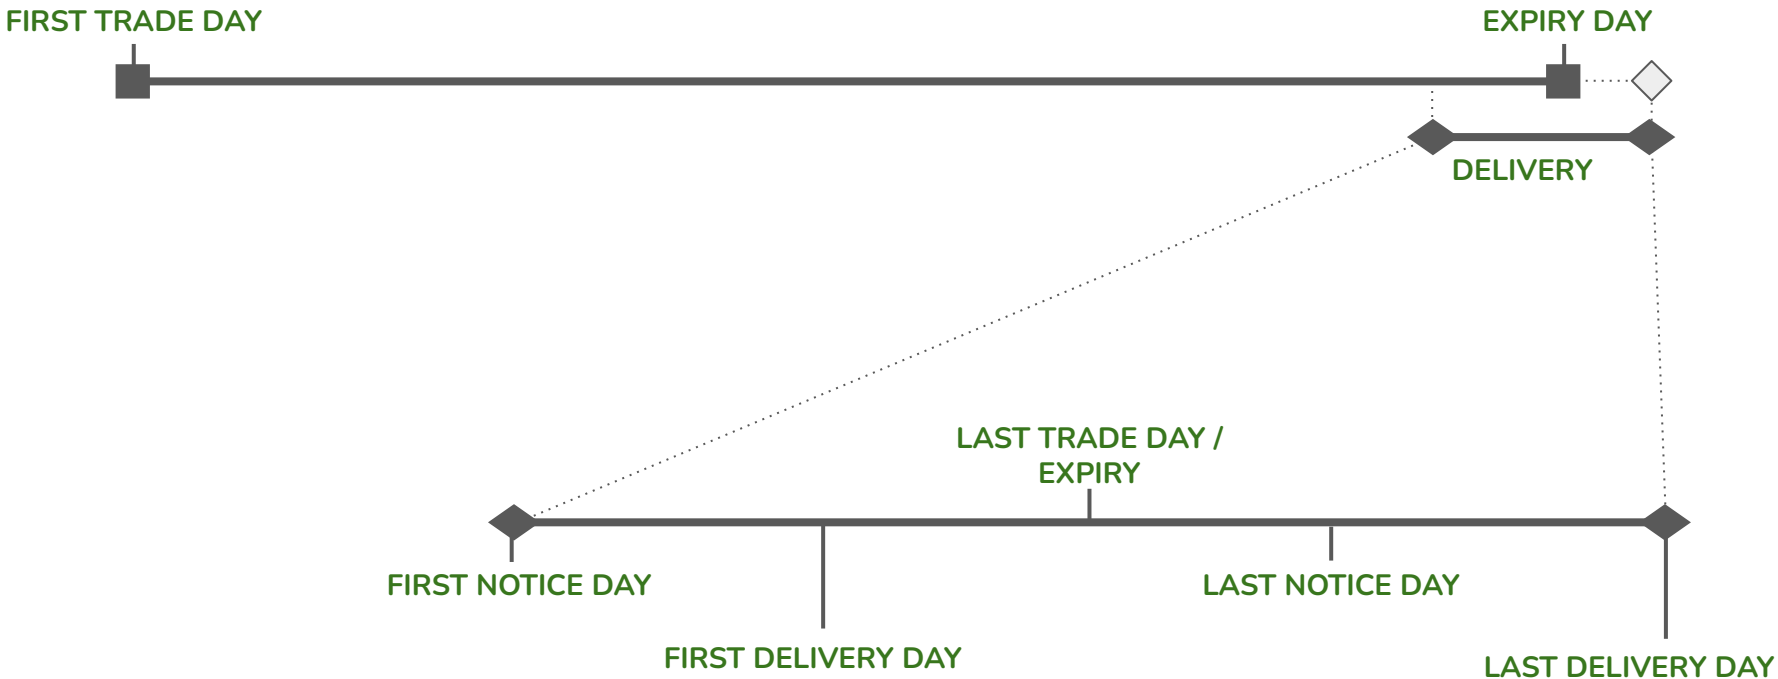 FIRST TRADE DAY
EXPIRY DAY
DELIVERY
LAST TRADE DAY /
EXPIRY
FIRST NOTICE DAY
LAST NOTICE DAY
FIRST DELIVERY DAY
LAST DELIVERY DAY